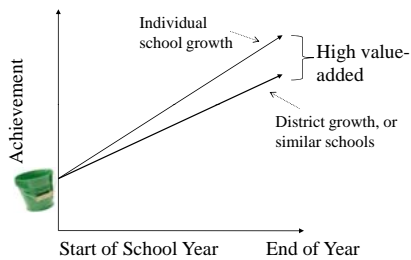 Individual
school growth
High value-
added
Achievement
District growth, or
similar schools
Start of School Year
End of Year